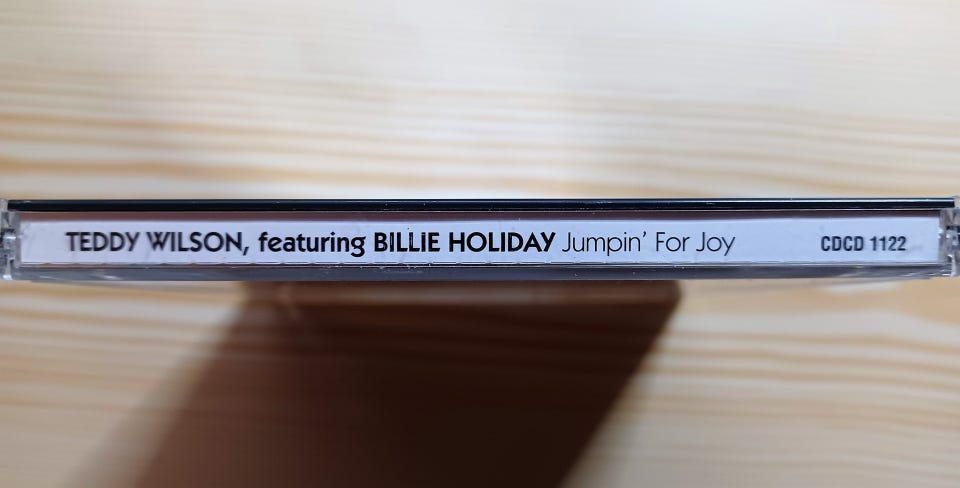 TEDDY WILSON, featuring BILLiE HOLIDAY Jumpin' For Joy CDCD 1122